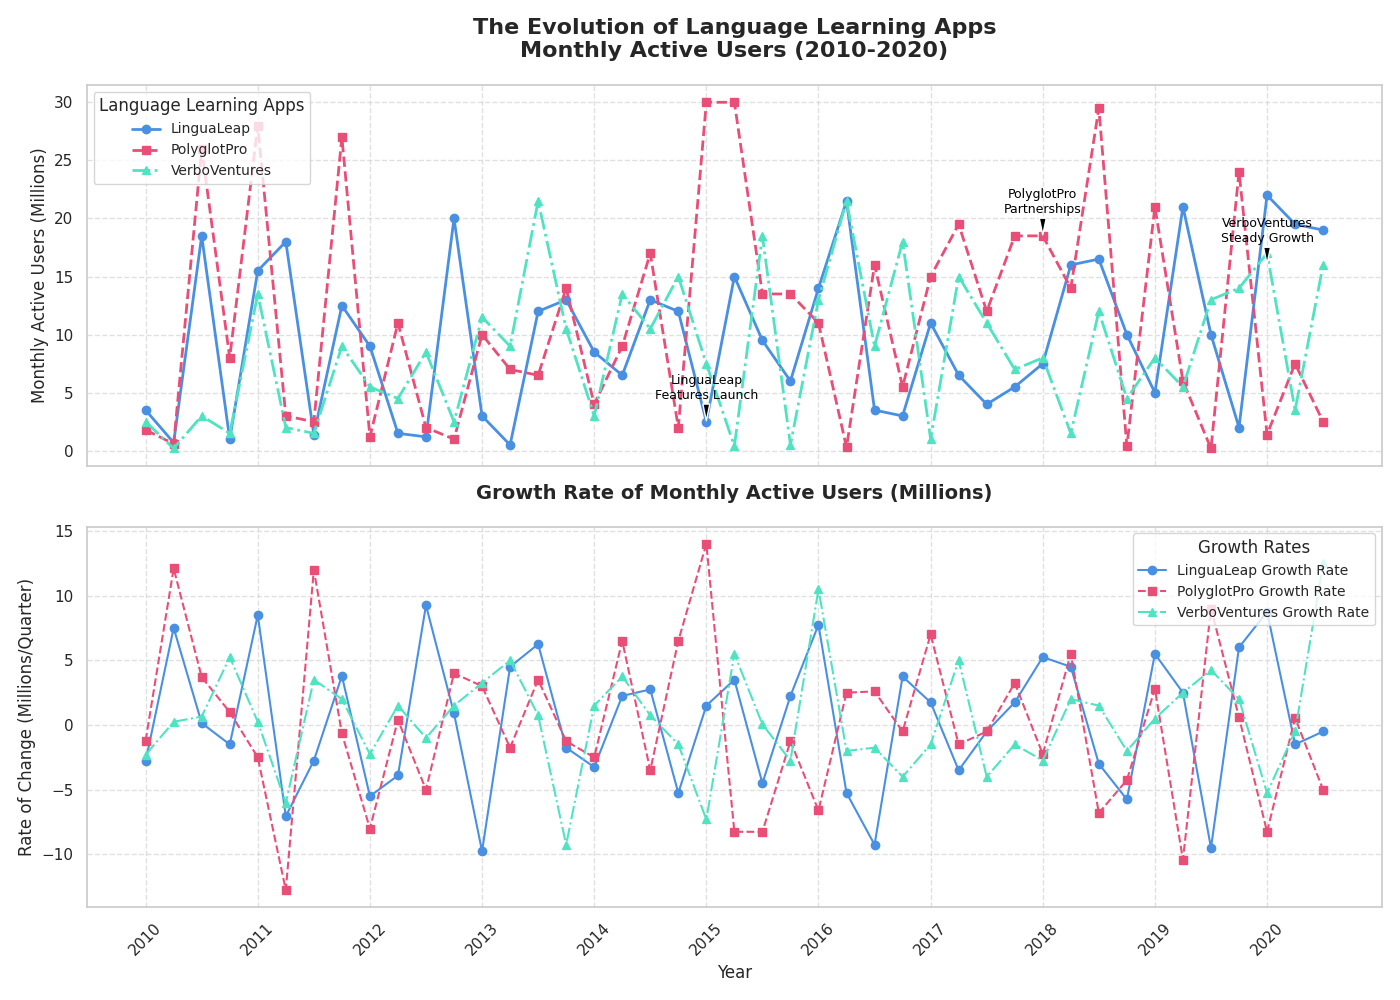 The Evolution of Language Learning Apps
Monthly Active Users (2010-2020)
Monthly Active Users (Millions)
30
25
20
15
10
5
0
Language Learning Apps
LinguaLeap
PolyglotPro
VerboVentures
LinguaLeap
Features Launch
PolyglotPro
Partnerships
VerboVentures
Steady Growth
Growth Rate of Monthly Active Users (Millions)
Rate of Change (Millions/Quarter)
15
10
5
0
−5
−10
Growth Rates
LinguaLeap Growth Rate
PolyglotPro Growth Rate
VerboVentures Growth Rate
2010
2011
2012
2013
2014
2015
2016
2017
2018
2019
2020
Year